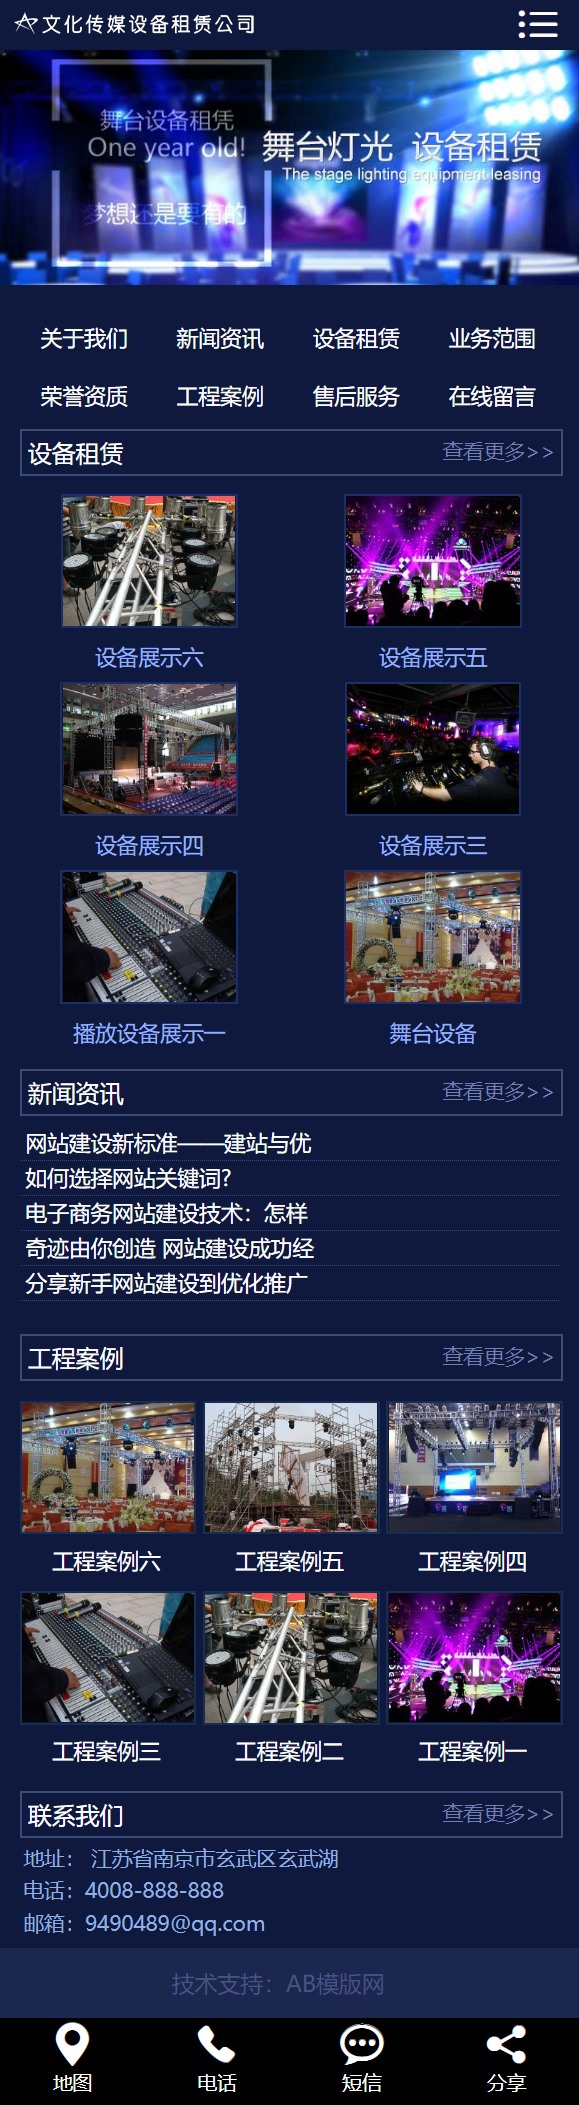 文化传媒设备租赁公司
舞台设备租凭
One year old!
梦想还是要有的
舞台灯光 设备租赁
The stage lighting equipment leasing
关于我们 新闻资讯 设备租赁 业务范围
荣誉资质 工程案例 售后服务 在线留言
设备租赁 查看更多>>
设备展示六 设备展示五
设备展示四 设备展示三
播放设备展示一 舞台设备
新闻资讯 查看更多>>
网站建设新标准——建站与优
如何选择网站关键词?
电子商务网站建设技术：怎样
奇迹由你创造 网站建设成功经
分享新手网站建设到优化推广
工程案例 查看更多>>
工程案例六 工程案例五 工程案例四
工程案例三 工程案例二 工程案例一
联系我们 查看更多>>
地址： 江苏省南京市玄武区玄武湖
电话：4008-888-888
邮箱：9490489@qq.com
技术支持：AB模版网
地图 电话 短信 分享